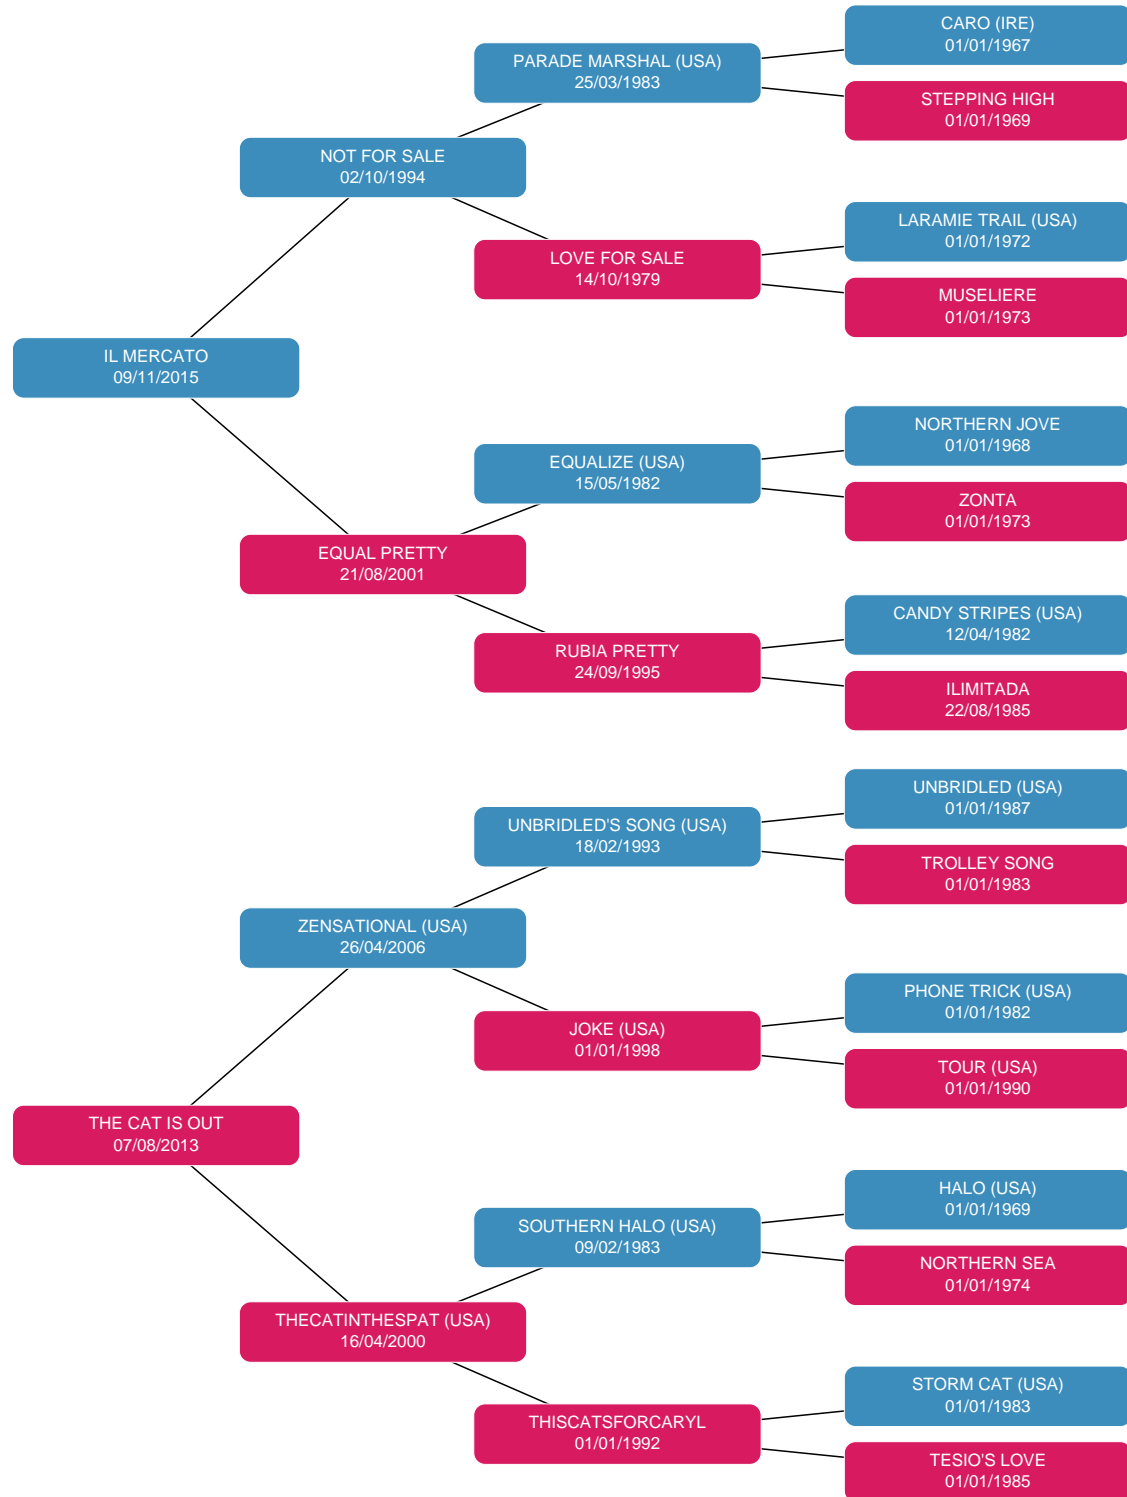 CARO (IRE)
01/01/1967
PARADE MARSHAL (USA)
25/03/1983
STEPPING HIGH
01/01/1969
NOT FOR SALE
02/10/1994
LARAMIE TRAIL (USA)
01/01/1972
LOVE FOR SALE
14/10/1979
MUSELIERE
01/01/1973
IL MERCATO
09/11/2015
NORTHERN JOVE
01/01/1968
EQUALIZE (USA)
15/05/1982
ZONTA
01/01/1973
EQUAL PRETTY
21/08/2001
CANDY STRIPES (USA)
12/04/1982
RUBIA PRETTY
24/09/1995
ILIMITADA
22/08/1985
UNBRIDLED (USA)
01/01/1987
UNBRIDLED'S SONG (USA)
18/02/1993
TROLLEY SONG
01/01/1983
ZENSATIONAL (USA)
26/04/2006
PHONE TRICK (USA)
01/01/1982
JOKE (USA)
01/01/1998
TOUR (USA)
01/01/1990
THE CAT IS OUT
07/08/2013
HALO (USA)
01/01/1969
SOUTHERN HALO (USA)
09/02/1983
NORTHERN SEA
01/01/1974
THECATINTHESPAT (USA)
16/04/2000
STORM CAT (USA)
01/01/1983
THISCATSFORCARYL
01/01/1992
TESIO'S LOVE
01/01/1985